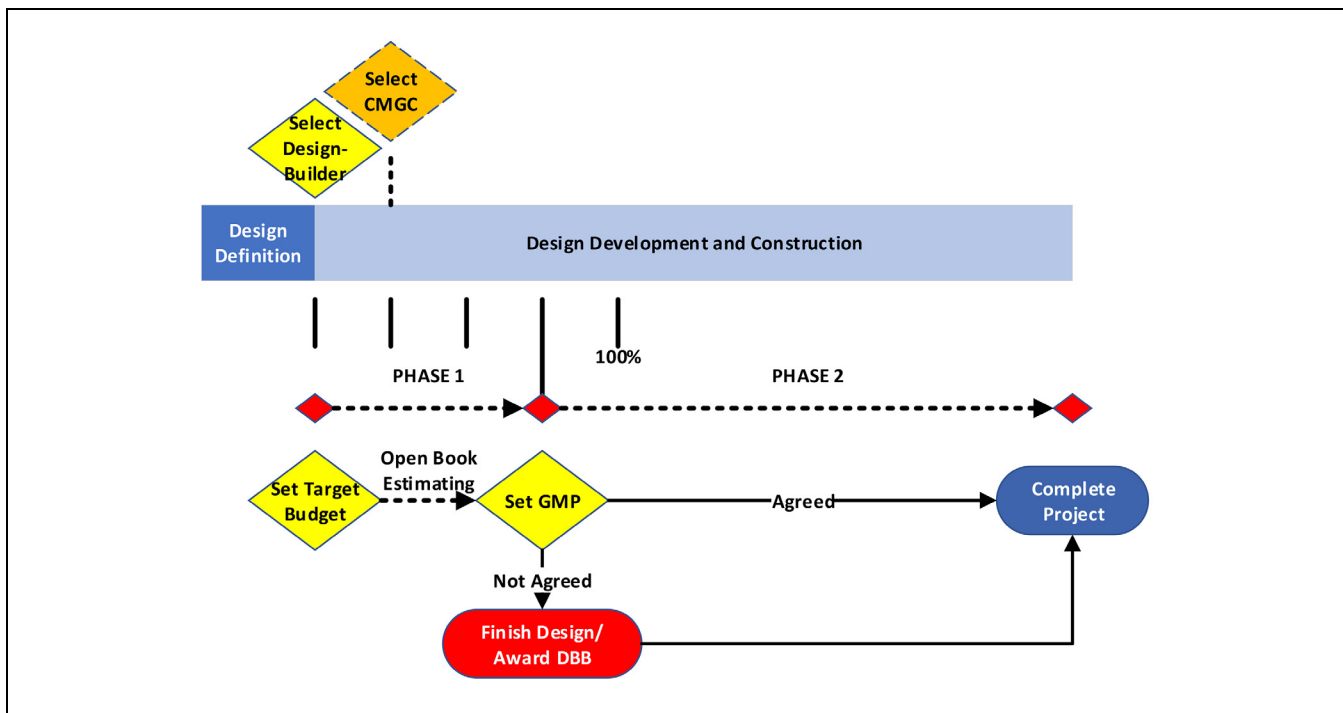 Select
CMGC
Select
Design-
Builder
Design
Definition
Design Development and Construction
100%
PHASE 1
PHASE 2
Open Book
Estimating
Set Target
Budget
Set GMP
Agreed
Complete
Project
Not Agreed
Finish Design/
Award DBB